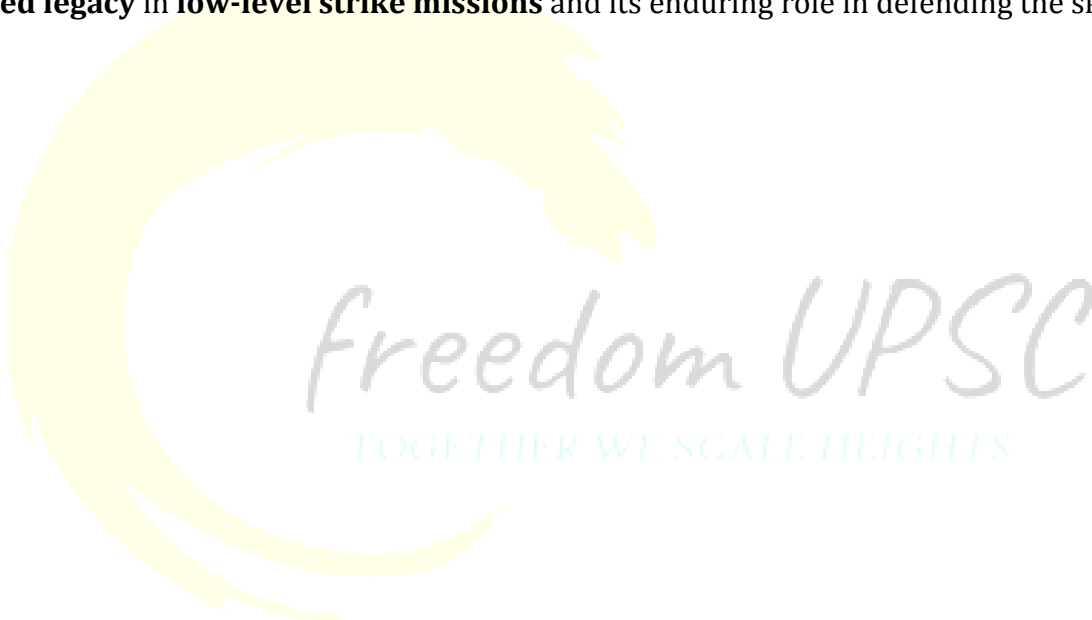 ed legacy in low-level strike missions and its enduring role in defending the s
freedom UPSC
TOGETHER WE SCALE HEIGHTS